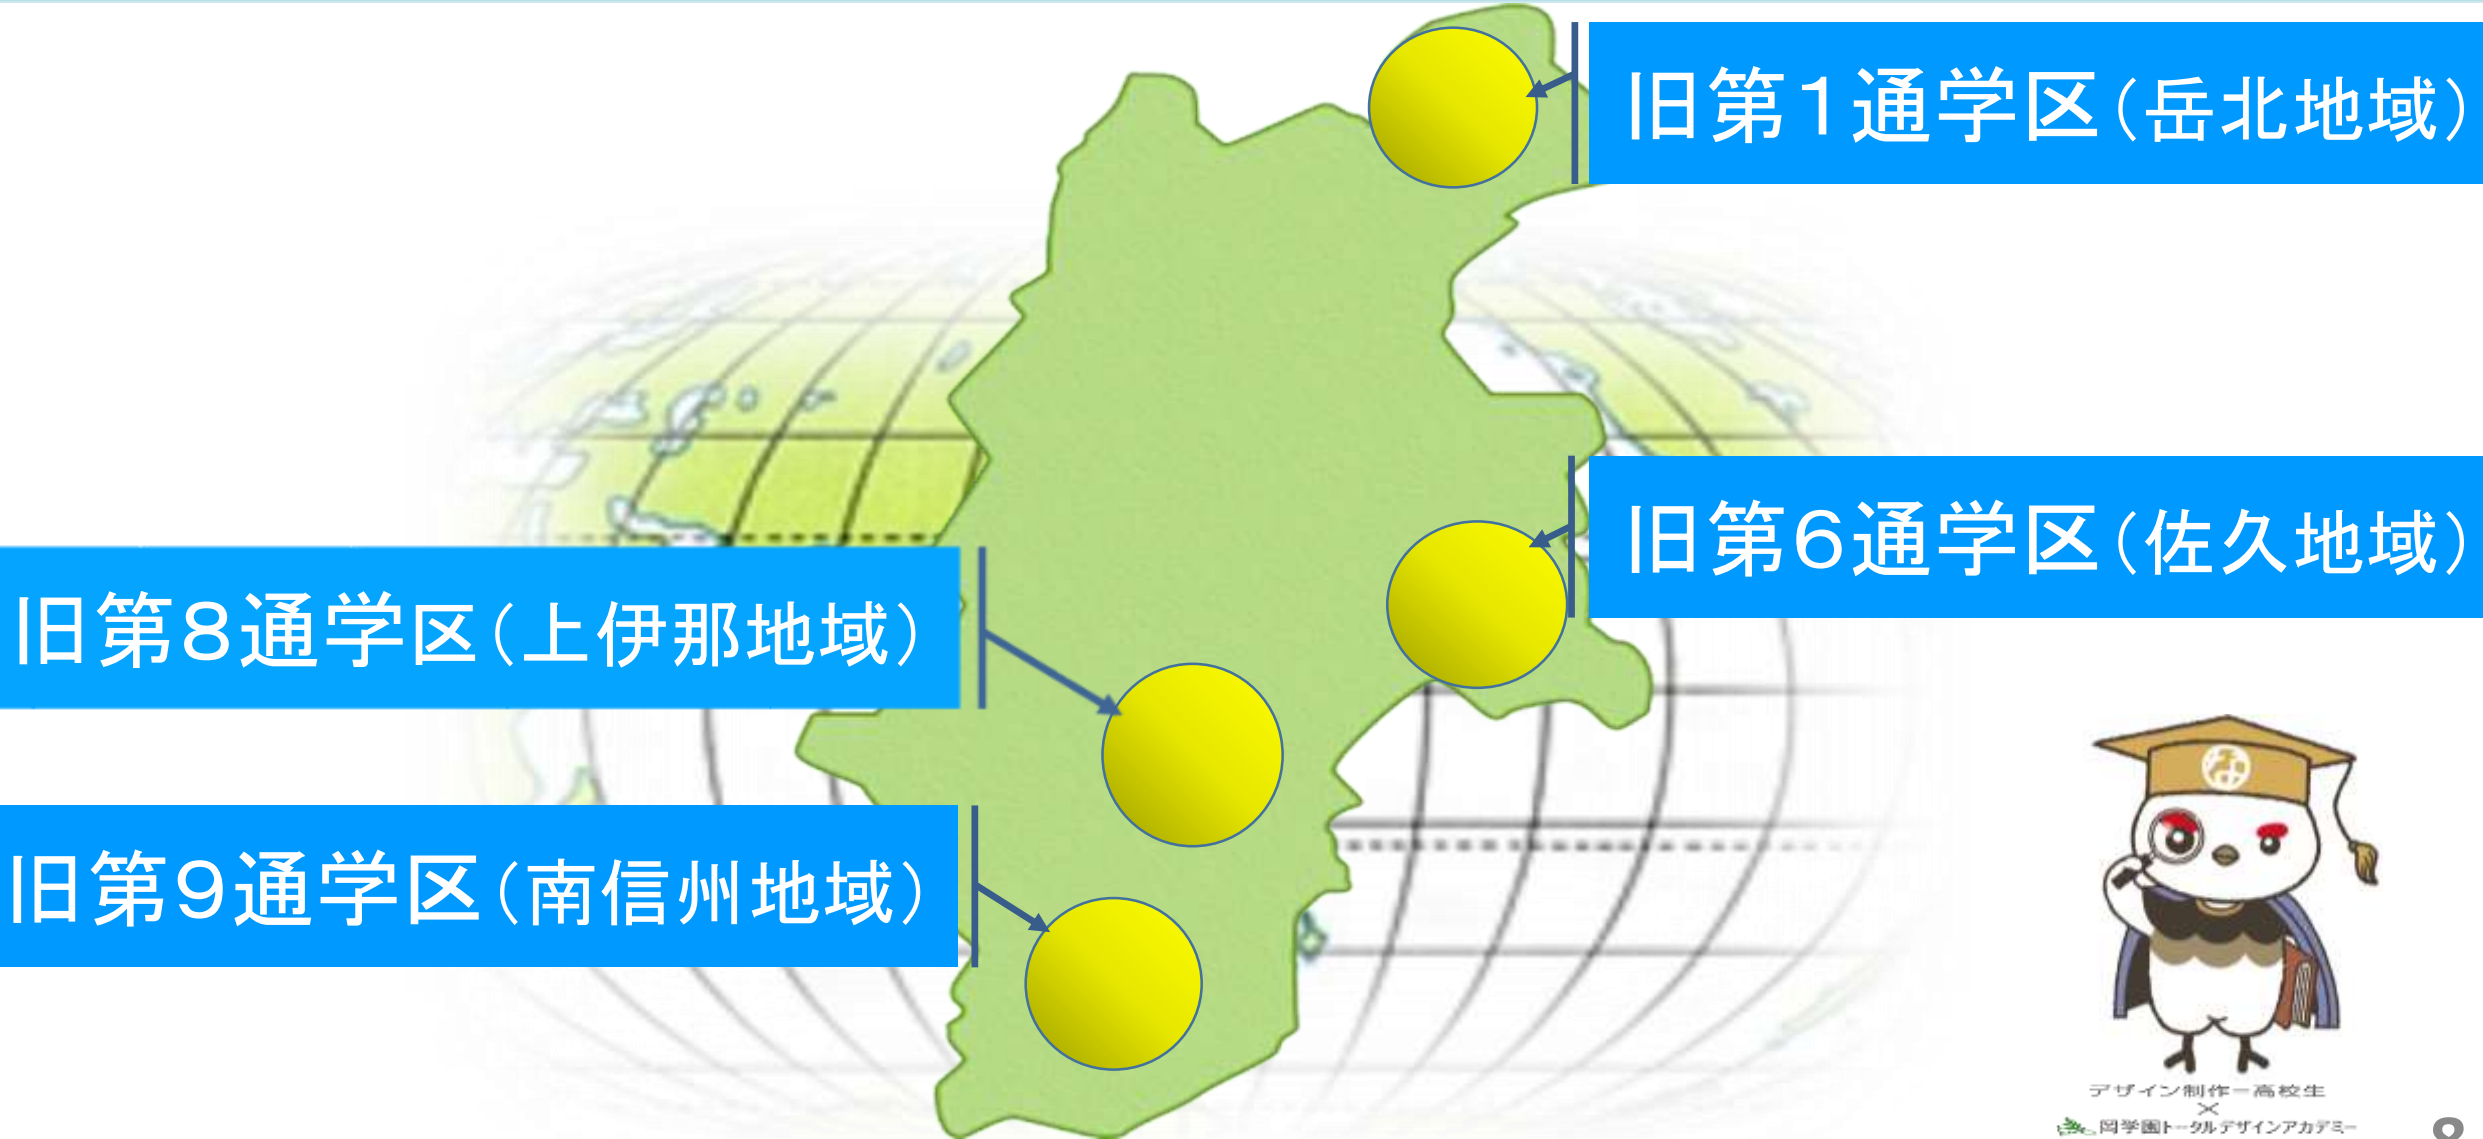 旧第1通学区(岳北地域)
旧第6通学区(佐久地域)
旧第8通学区(上伊那地域)
旧第9通学区(南信州地域)
な
デザイン制作ー高校生
×
岡学園トータルデザインアカデミー